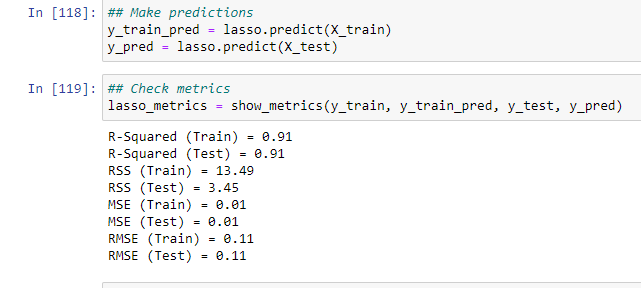 In [118]: ## Make predictions
y_train_pred = lasso.predict(X_train)
y_pred = lasso.predict(X_test)
In [119]: ## Check metrics
lasso_metrics = show_metrics(y_train, y_train_pred, y_test, y_pred)
R-Squared (Train) = 0.91
R-Squared (Test) = 0.91
RSS (Train) = 13.49
RSS (Test) = 3.45
MSE (Train) = 0.01
MSE (Test) = 0.01
RMSE (Train) = 0.11
RMSE (Test) = 0.11